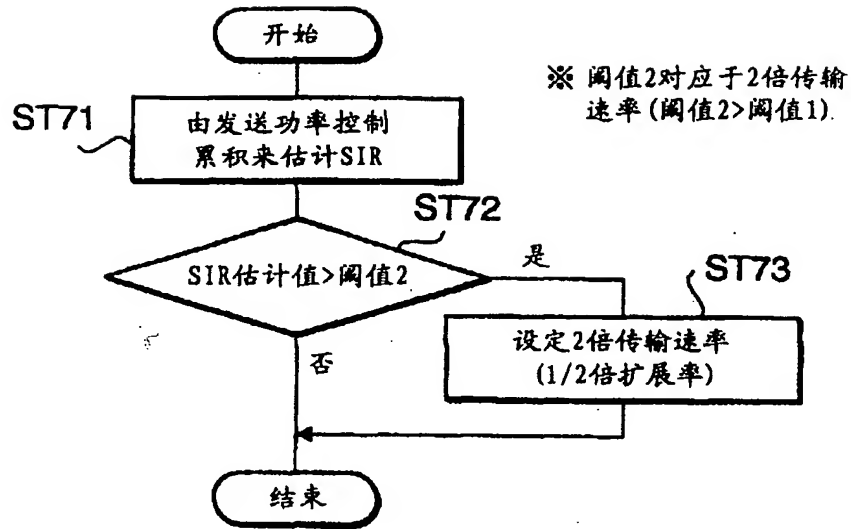 开始
※ 阈值2对应于2倍传输
速率(阈值2>阈值1).
ST71
由发送功率控制
累积来估计SIR
ST72
SIR估计值>阈值2
是
ST73
设定2倍传输速率
(1/2倍扩展率)
否
结束